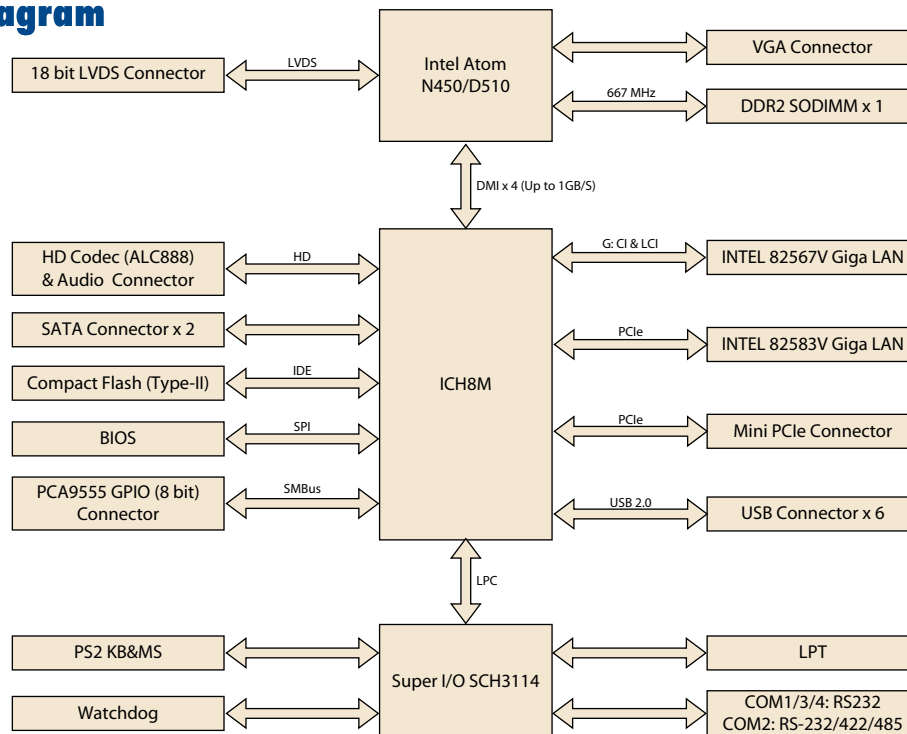 agram
18 bit LVDS Connector
LVDS
Intel Atom
N450/D510
VGA Connector
667 MHz
DDR2 SODIMM x 1
DMI x 4 (Up to 1GB/S)
HD Codec (ALC888)
& Audio Connector
HD
SATA Connector x 2
Compact Flash (Type-II)
IDE
BIOS
SPI
PCA9555 GPIO (8 bit)
Connector
SMBus
ICH8M
G: CI & LCI
INTEL 82567V Giga LAN
PCIe
INTEL 82583V Giga LAN
PCIe
Mini PCIe Connector
USB 2.0
USB Connector x 6
LPC
PS2 KB&MS
Watchdog
Super I/O SCH3114
LPT
COM1/3/4: RS232
COM2: RS-232/422/485